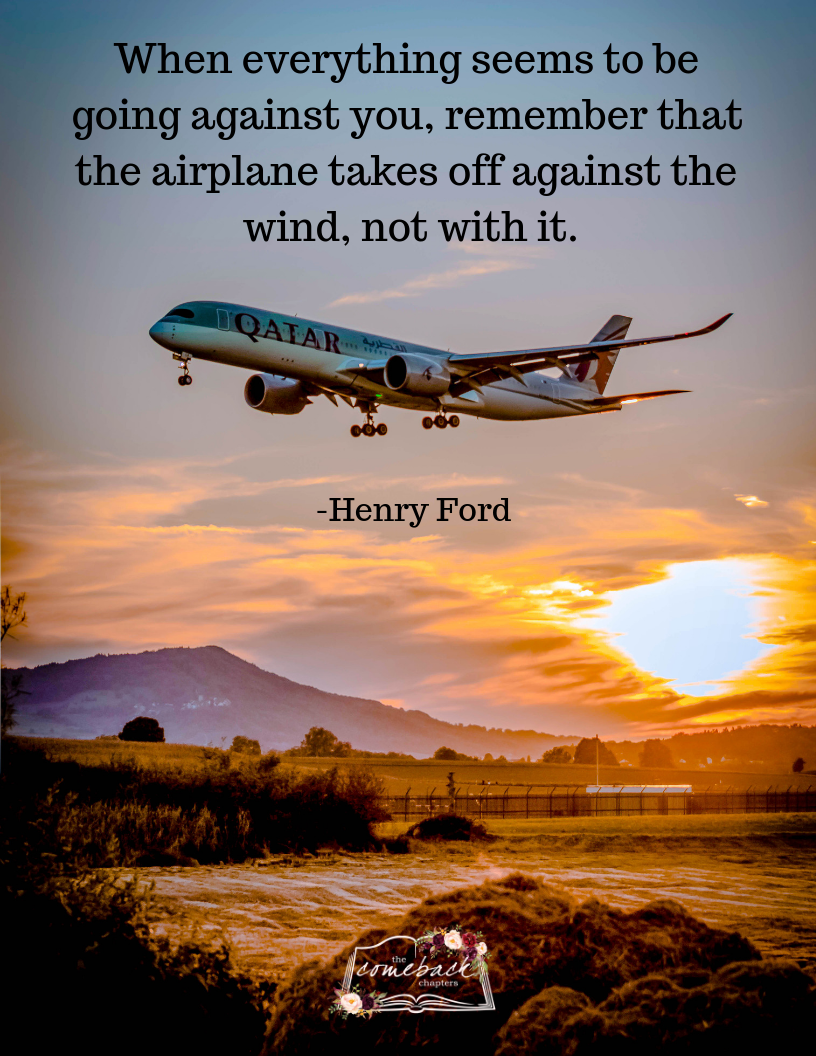 When everything seems to be
going against you, remember that
the airplane takes off against the
wind, not with it.
QATAR
القطرية
-Henry Ford
the
comeback
chapters